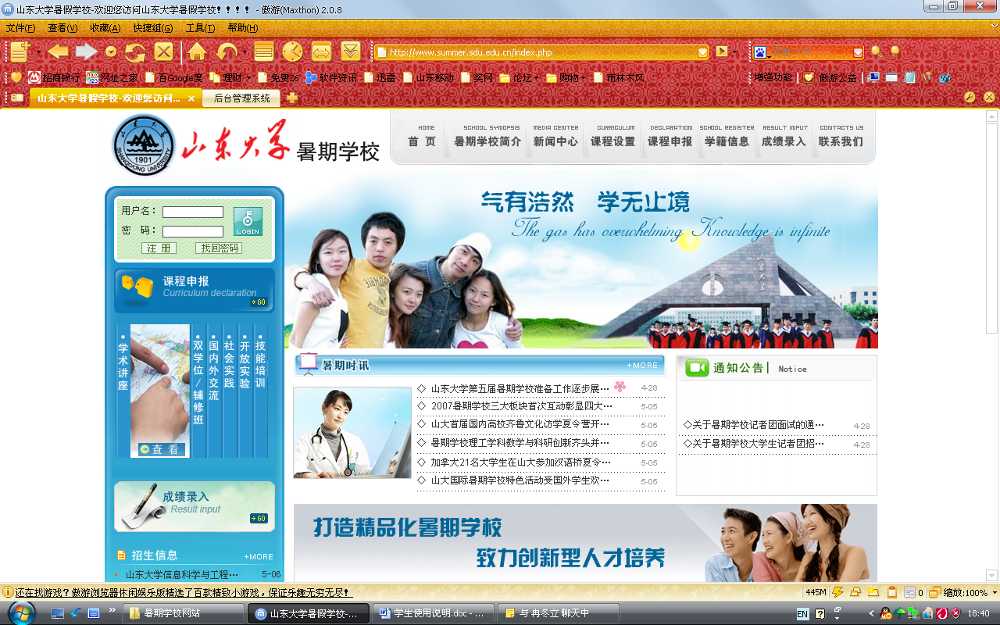 山东大学暑假学校-欢迎您访问山东大学暑假学校！！！！ - 傲游(Maxthon) 2.0.8
文件(F) 查看(V) 收藏(A) 快捷组(G) 工具(T) 帮助(H)
http://www.summer.sdu.edu.cn/index.php
招商银行 网址之家 百Google度 理财 免费26 软件资讯 迅雷 山东移动 奖网 论坛 购物 雨林木风 增强功能 傲游公益
山东大学暑假学校-欢迎您访问... 后台管理系统
SHANGDONG UNIVERSITY
1901
山东大学 暑期学校
HOME SCHOOL SYNOPSIS MEDIA CENTER CURRICULUM DECLARATION SCHOOL REGISTER RESULT INPUT CONTACTS US
首 页 暑期学校简介 新闻中心 课程设置 课程申报 学籍信息 成绩录入 联系我们
用户名：
密 码：
LOGIN
注 册 找回密码
课程申报
Curriculum declaration
GO
学术讲座
双学位/辅修班
国内外交流
社会实践
开放实验
技能培训
查 看
成绩录入
Result input
GO
招生信息 +MORE
山东大学信息科学与工程… 5-06
气有浩然 学无止境
The gas has overwhelming Knowledge is infinite
山东大学
暑期时讯 +MORE
◇ 山东大学第五届暑期学校准备工作逐步展… 4-28
◇ 2007暑期学校三大板块首次互动彰显四大… 5-05
◇ 山大首届国内高校齐鲁文化访学夏令营开… 5-05
◇ 暑期学校理工学科教学与科研创新齐头并… 5-05
◇ 加拿大21名大学生在山大参加汉语桥夏令… 5-05
◇ 山大国际暑期学校特色活动受国外学生欢… 5-05
通知公告 | Notice
◇关于暑期学校记者团面试的通… 4-28
◇关于暑期学校大学生记者团招… 4-28
打造精品化暑期学校
致力创新型人才培养
还在找游戏？傲游浏览器休闲娱乐版精选了百款精致小游戏，保证乐趣无穷无尽！
445M 0 缩放:100%
暑期学校网站 山东大学暑假学校-... 学生使用说明.doc - ... 与 冉冬立 聊天中 EN 18:40